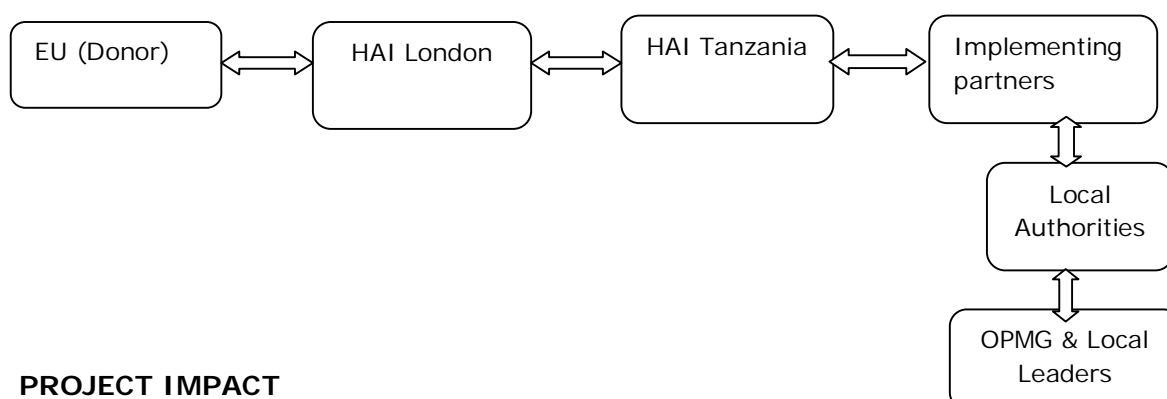 EU (Donor)
HAI London
HAI Tanzania
Implementing
partners
Local
Authorities
OPMG & Local
Leaders
PROJECT IMPACT